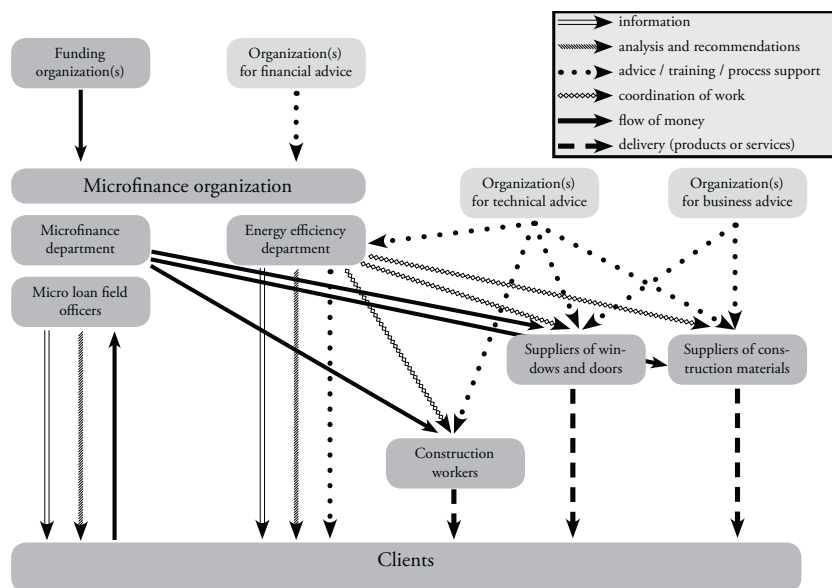 information
analysis and recommendations
advice / training / process support
coordination of work
flow of money
delivery (products or services)
Funding
organization(s)
Organization(s)
for financial advice
Microfinance organization
Organization(s)
for technical advice
Organization(s)
for business advice
Microfinance
department
Energy efficiency
department
Micro loan field
officers
Suppliers of win-
dows and doors
Suppliers of cons-
truction materials
Construction
workers
Clients